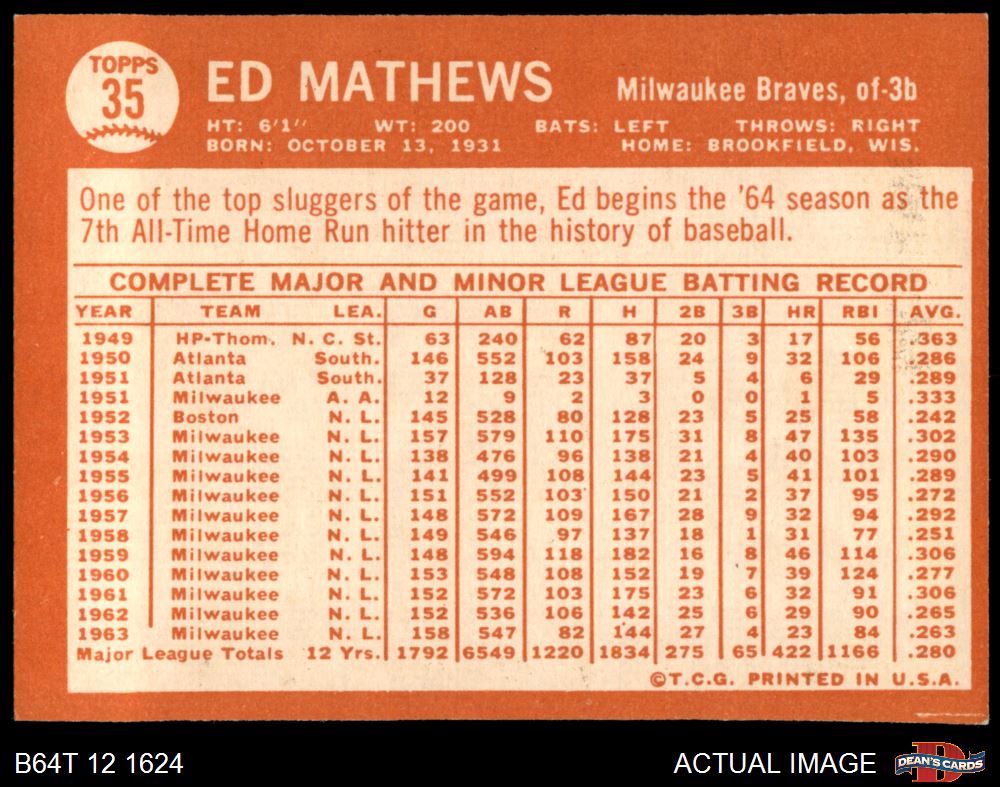 TOPPS
35
ED MATHEWS
Milwaukee Braves, of-3b
HT: 6'1" WT: 200 BATS: LEFT THROWS: RIGHT
BORN: OCTOBER 13, 1931 HOME: BROOKFIELD, WIS.
One of the top sluggers of the game, Ed begins the '64 season as the
7th All-Time Home Run hitter in the history of baseball.
COMPLETE MAJOR AND MINOR LEAGUE BATTING RECORD
YEAR TEAM LEA. G AB R H 2B 3B HR RBI AVG.
1949 HP-Thom. N. C. St. 63 240 62 87 20 3 17 56 .363
1950 Atlanta South. 146 552 103 158 24 9 32 106 .286
1951 Atlanta South. 37 128 23 37 5 4 6 29 .289
1951 Milwaukee A. A. 12 9 2 3 0 0 1 5 .333
1952 Boston N. L. 145 528 80 128 23 5 25 58 .242
1953 Milwaukee N. L. 157 579 110 175 31 8 47 135 .302
1954 Milwaukee N. L. 138 476 96 138 21 4 40 103 .290
1955 Milwaukee N. L. 141 499 108 144 23 5 41 101 .289
1956 Milwaukee N. L. 151 552 103 150 21 2 37 95 .272
1957 Milwaukee N. L. 148 572 109 167 28 9 32 94 .292
1958 Milwaukee N. L. 149 546 97 137 18 1 31 77 .251
1959 Milwaukee N. L. 148 594 118 182 16 8 46 114 .306
1960 Milwaukee N. L. 153 548 108 152 19 7 39 124 .277
1961 Milwaukee N. L. 152 572 103 175 23 6 32 91 .306
1962 Milwaukee N. L. 152 536 106 142 25 6 29 90 .265
1963 Milwaukee N. L. 158 547 82 144 27 4 23 84 .263
Major League Totals 12 Yrs. 1792 6549 1220 1834 275 65 422 1166 .280
©T.C.G. PRINTED IN U.S.A.
B64T 12 1624 ACTUAL IMAGE
D
DEAN'S CARDS